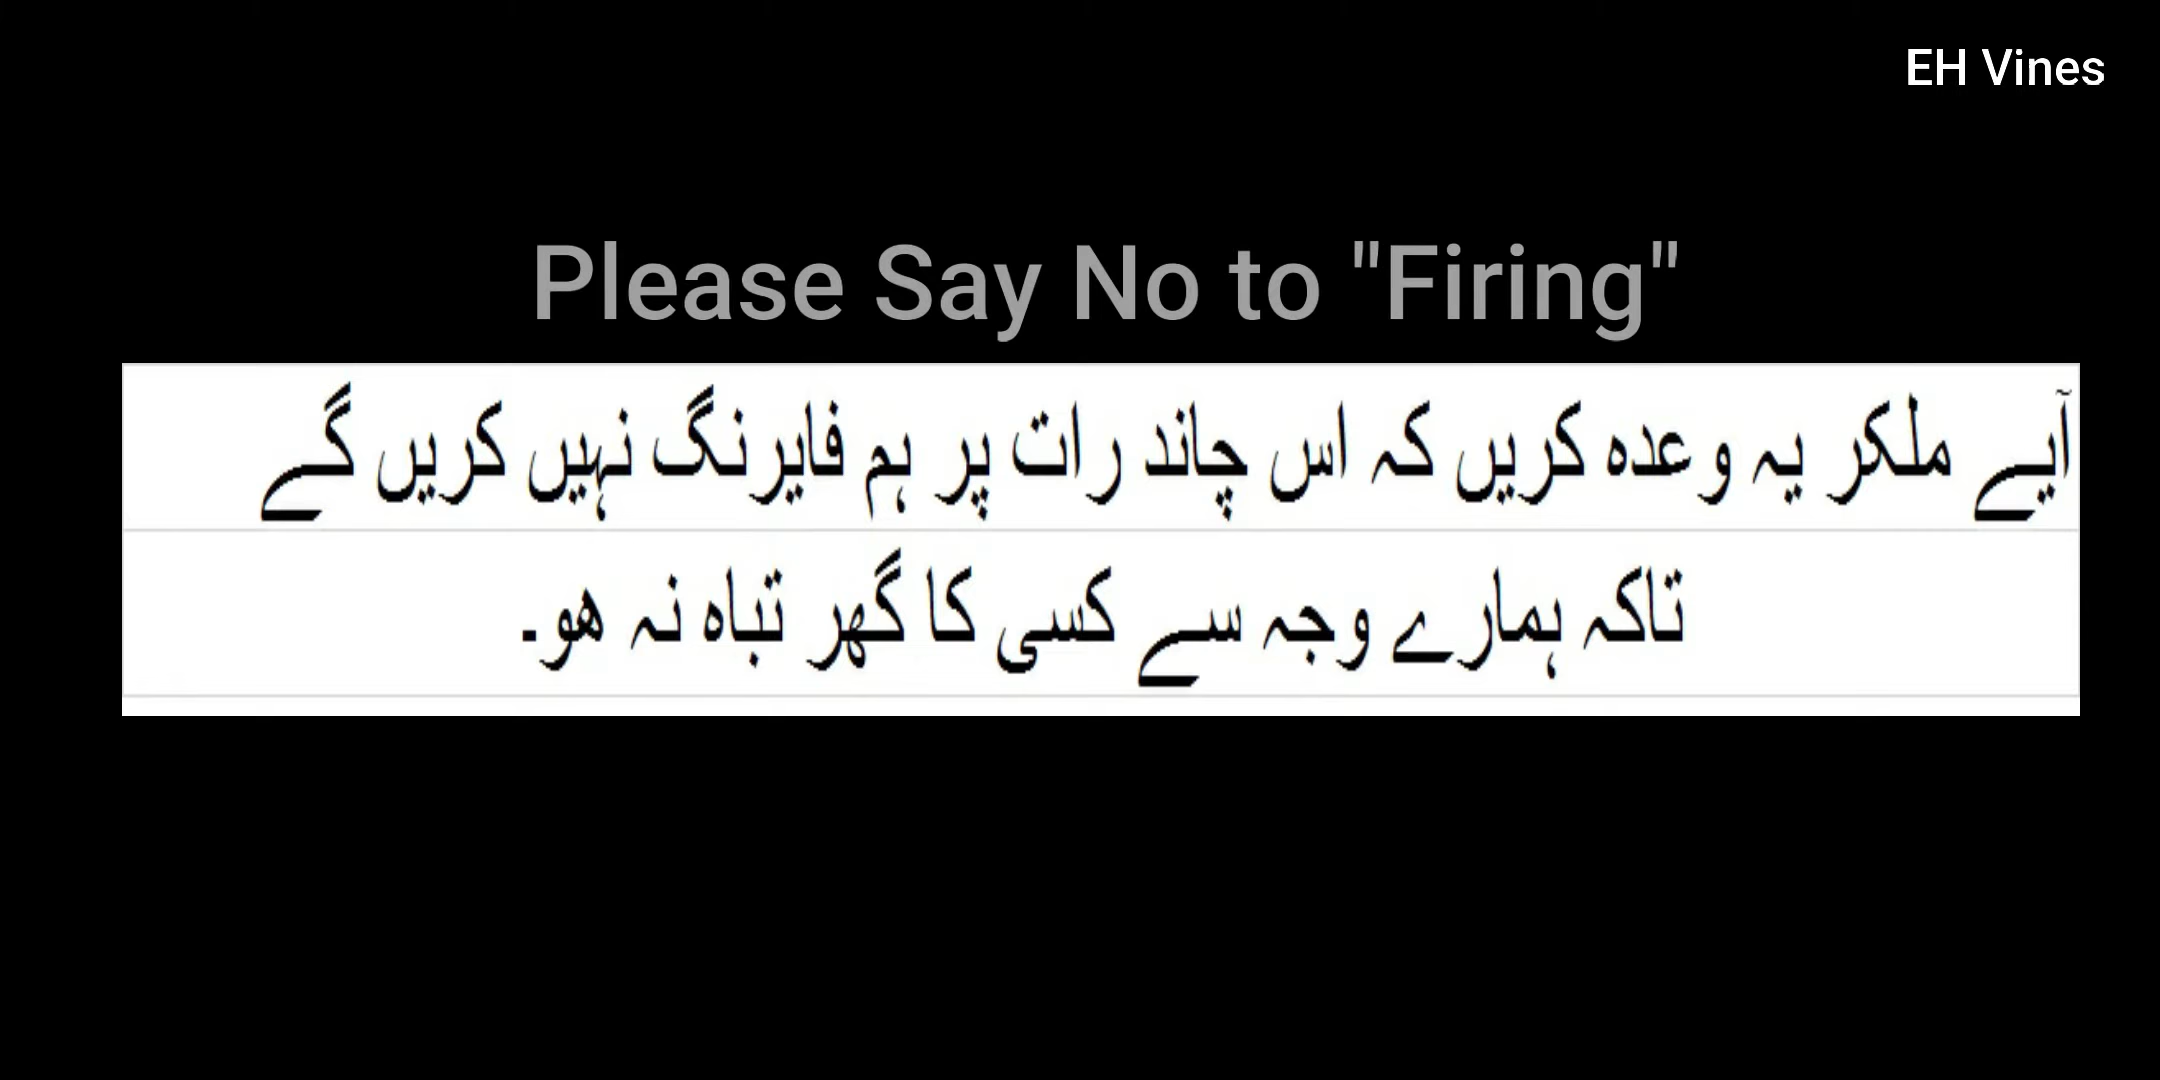 EH Vines
Please Say No to "Firing"
آیے ملکر یہ وعدہ کریں کہ اس چاند رات پر ہم فایرنگ نہیں کریں گے
تاکہ ہمارے وجہ سے کسی کا گھر تباہ نہ ھو۔